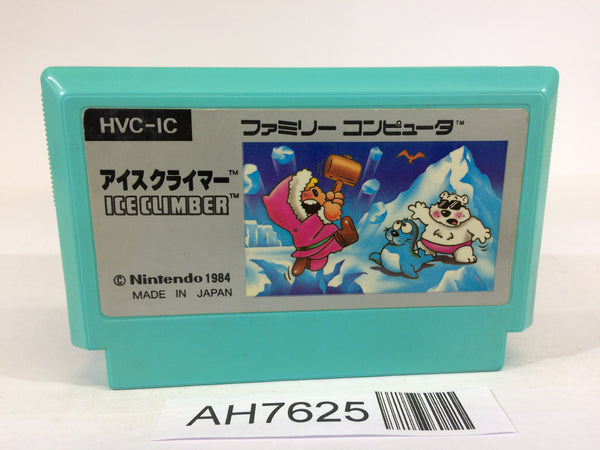 HVC-IC
ファミリー コンピュータ™
アイスクライマー™
ICE CLIMBER™
© Nintendo 1984
MADE IN JAPAN
AH7625